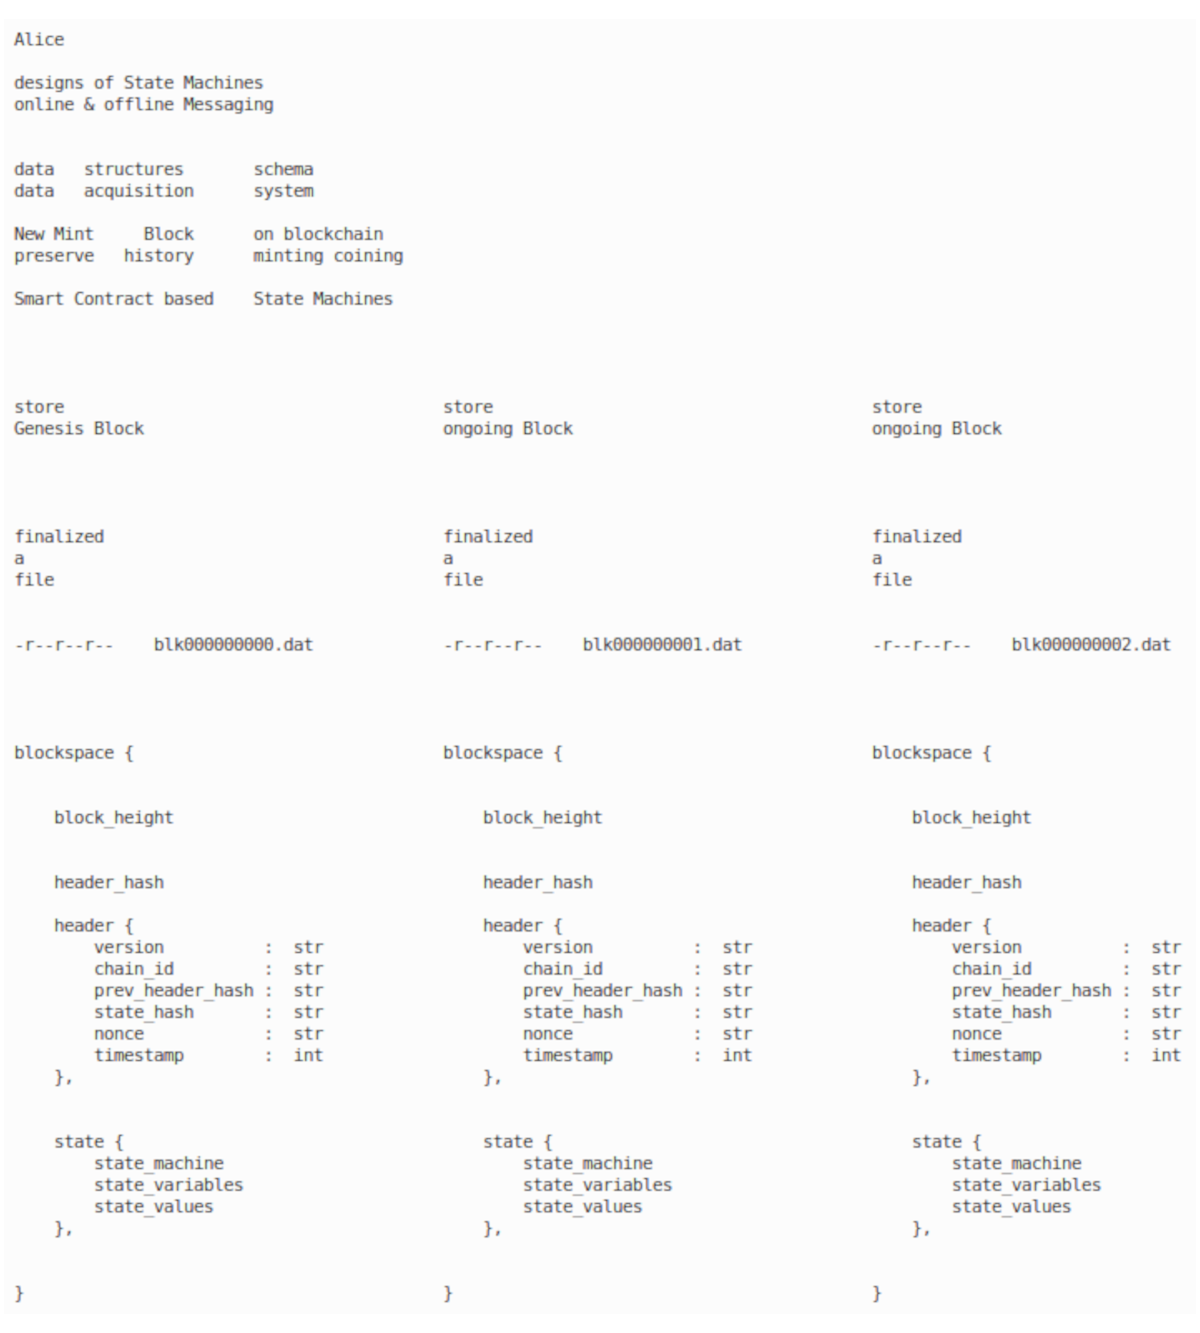 Alice
designs of State Machines
online & offline Messaging
data   structures       schema
data   acquisition      system
New Mint     Block      on blockchain
preserve   history      minting coining
Smart Contract based    State Machines
store                                      store                                      store
Genesis Block                              ongoing Block                              ongoing Block
finalized                                  finalized                                  finalized
a                                          a                                          a
file                                       file                                       file
-r--r--r--    blk000000000.dat             -r--r--r--    blk000000001.dat             -r--r--r--    blk000000002.dat
blockspace {                               blockspace {                               blockspace {
    block_height                               block_height                               block_height
    header_hash                                header_hash                                header_hash
    header {                                   header {                                   header {
        version          :  str                    version          :  str                    version          :  str
        chain_id         :  str                    chain_id         :  str                    chain_id         :  str
        prev_header_hash :  str                    prev_header_hash :  str                    prev_header_hash :  str
        state_hash       :  str                    state_hash       :  str                    state_hash       :  str
        nonce            :  str                    nonce            :  str                    nonce            :  str
        timestamp        :  int                    timestamp        :  int                    timestamp        :  int
    },                                         },                                         },
    state {                                    state {                                    state {
        state_machine                              state_machine                              state_machine
        state_variables                            state_variables                            state_variables
        state_values                               state_values                               state_values
    },                                         },                                         },
}                                          }                                          }